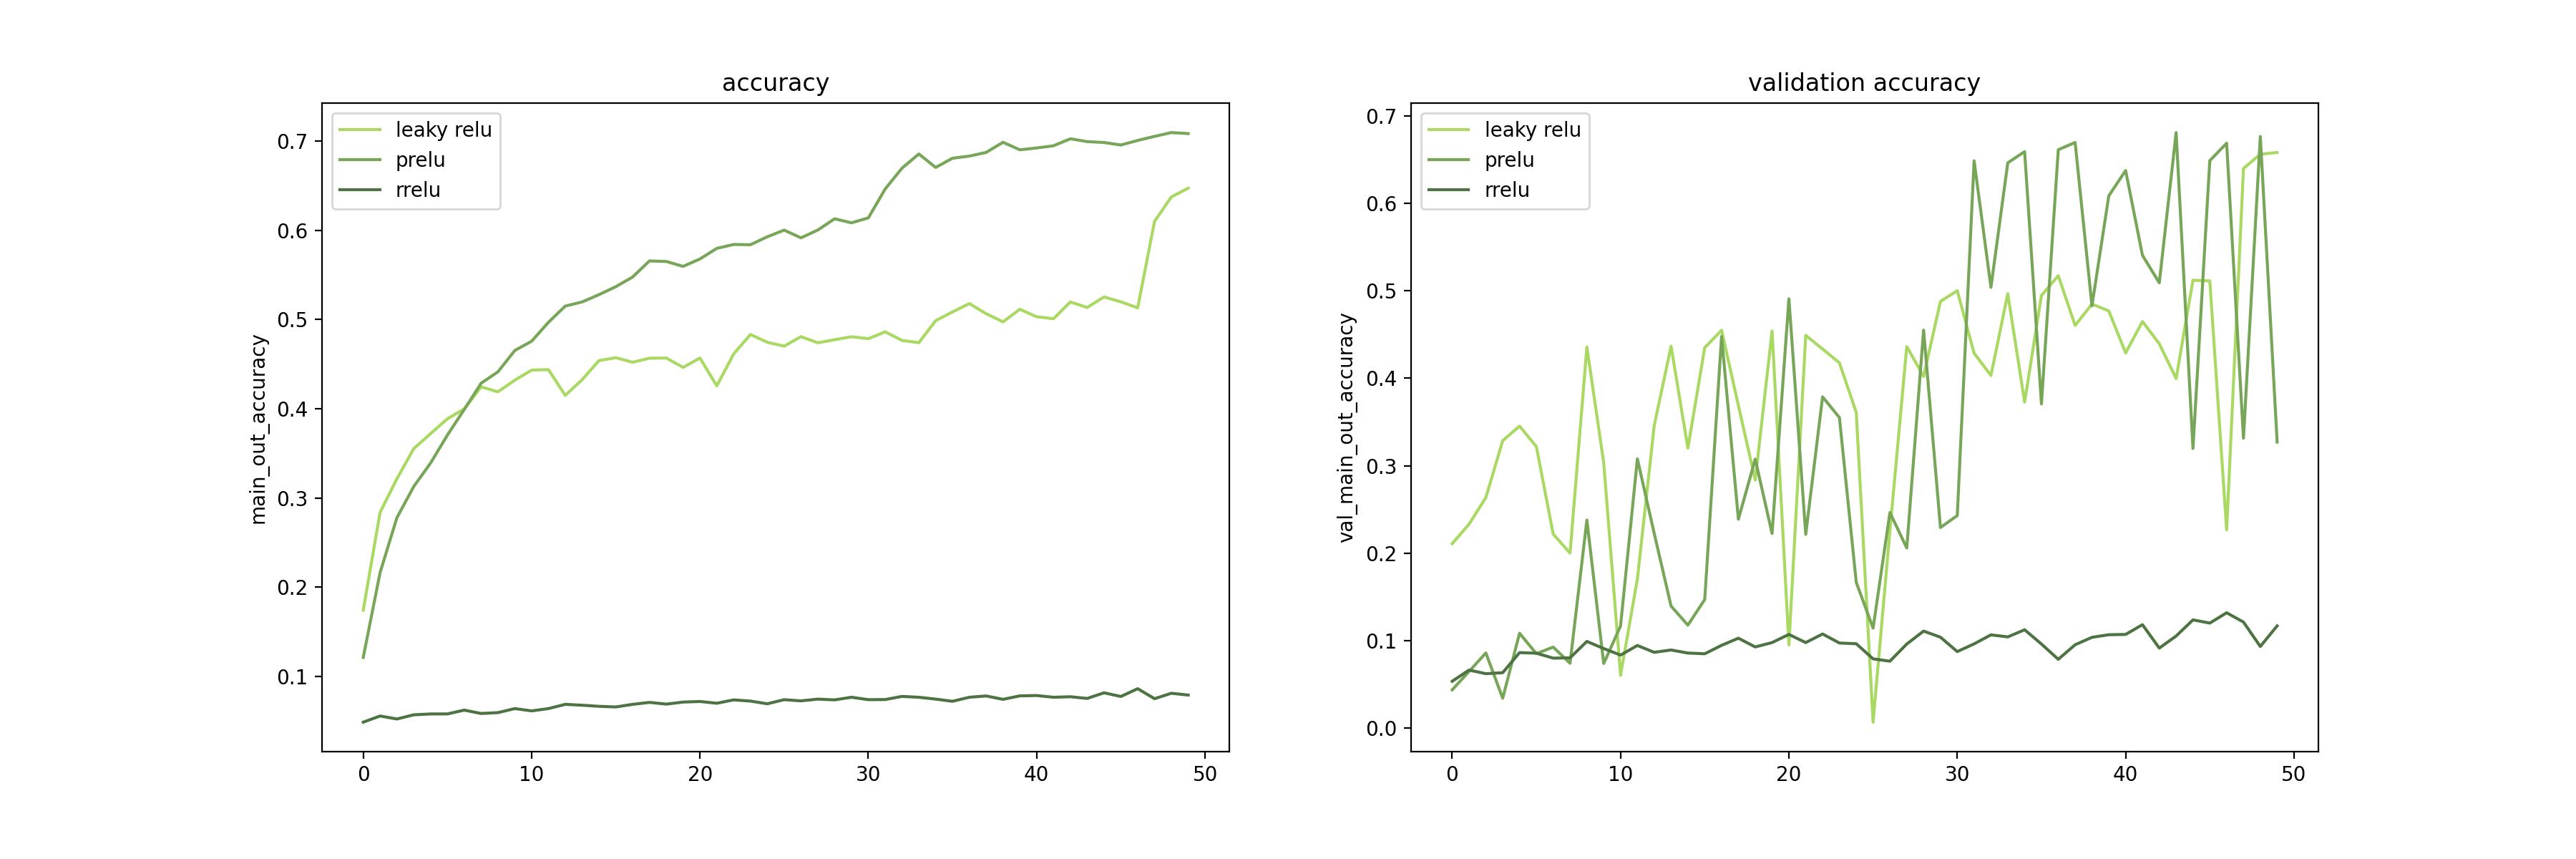 accuracy
leaky relu
prelu
rrelu
main_out_accuracy
0.7
0.6
0.5
0.4
0.3
0.2
0.1
0 10 20 30 40 50
validation accuracy
leaky relu
prelu
rrelu
val_main_out_accuracy
0.7
0.6
0.5
0.4
0.3
0.2
0.1
0.0
0 10 20 30 40 50